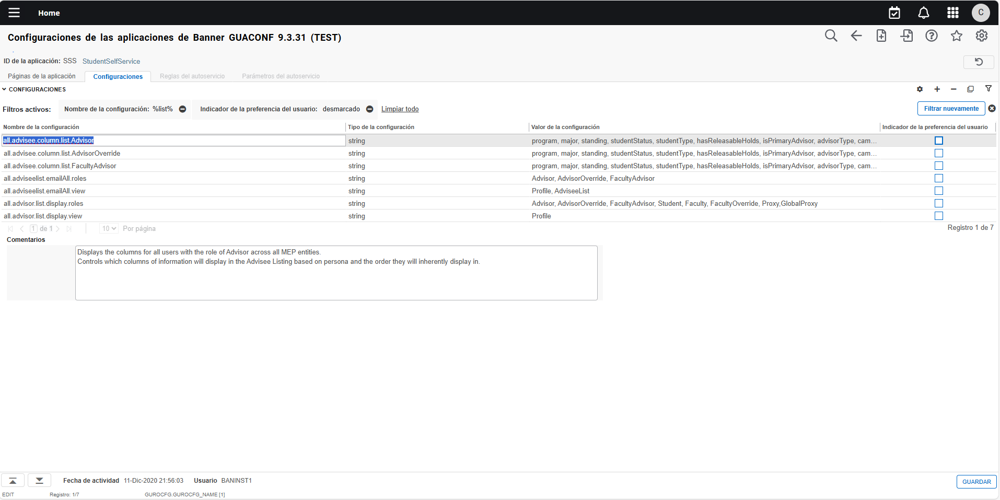 Home
C
Configuraciones de las aplicaciones de Banner GUACONF 9.3.31 (TEST)
ID de la aplicación: SSS StudentSelfService
Páginas de la aplicación Configuraciones Reglas del autoservicio Parámetros del autoservicio
CONFIGURACIONES
Filtros activos: Nombre de la configuración: %list% Indicador de la preferencia del usuario: desmarcado Limpiar todo Filtrar nuevamente
Nombre de la configuración Tipo de la configuración Valor de la configuración Indicador de la preferencia del usuario
all.advisee.column.list.Advisor string program, major, standing, studentStatus, studentType, hasReleasableHolds, isPrimaryAdvisor, advisorType, cam…
all.advisee.column.list.AdvisorOverride string program, major, standing, studentStatus, studentType, hasReleasableHolds, isPrimaryAdvisor, advisorType, cam…
all.advisee.column.list.FacultyAdvisor string program, major, standing, studentStatus, studentType, hasReleasableHolds, isPrimaryAdvisor, advisorType, cam…
all.adviseelist.emailAll.roles string Advisor, AdvisorOverride, FacultyAdvisor
all.adviseelist.emailAll.view string Profile, AdviseeList
all.advisor.list.display.roles string Advisor, AdvisorOverride, FacultyAdvisor, Student, Faculty, FacultyOverride, Proxy,GlobalProxy
all.advisor.list.display.view string Profile
1 de 1 10 Por página Registro 1 de 7
Comentarios
Displays the columns for all users with the role of Advisor across all MEP entities.
Controls which columns of information will display in the Advisee Listing based on persona and the order they will inherently display in.
Fecha de actividad 11-Dic-2020 21:56:03 Usuario BANINST1 GUARDAR
EDIT Registro: 1/7 GUROCFG.GUROCFG_NAME [1]